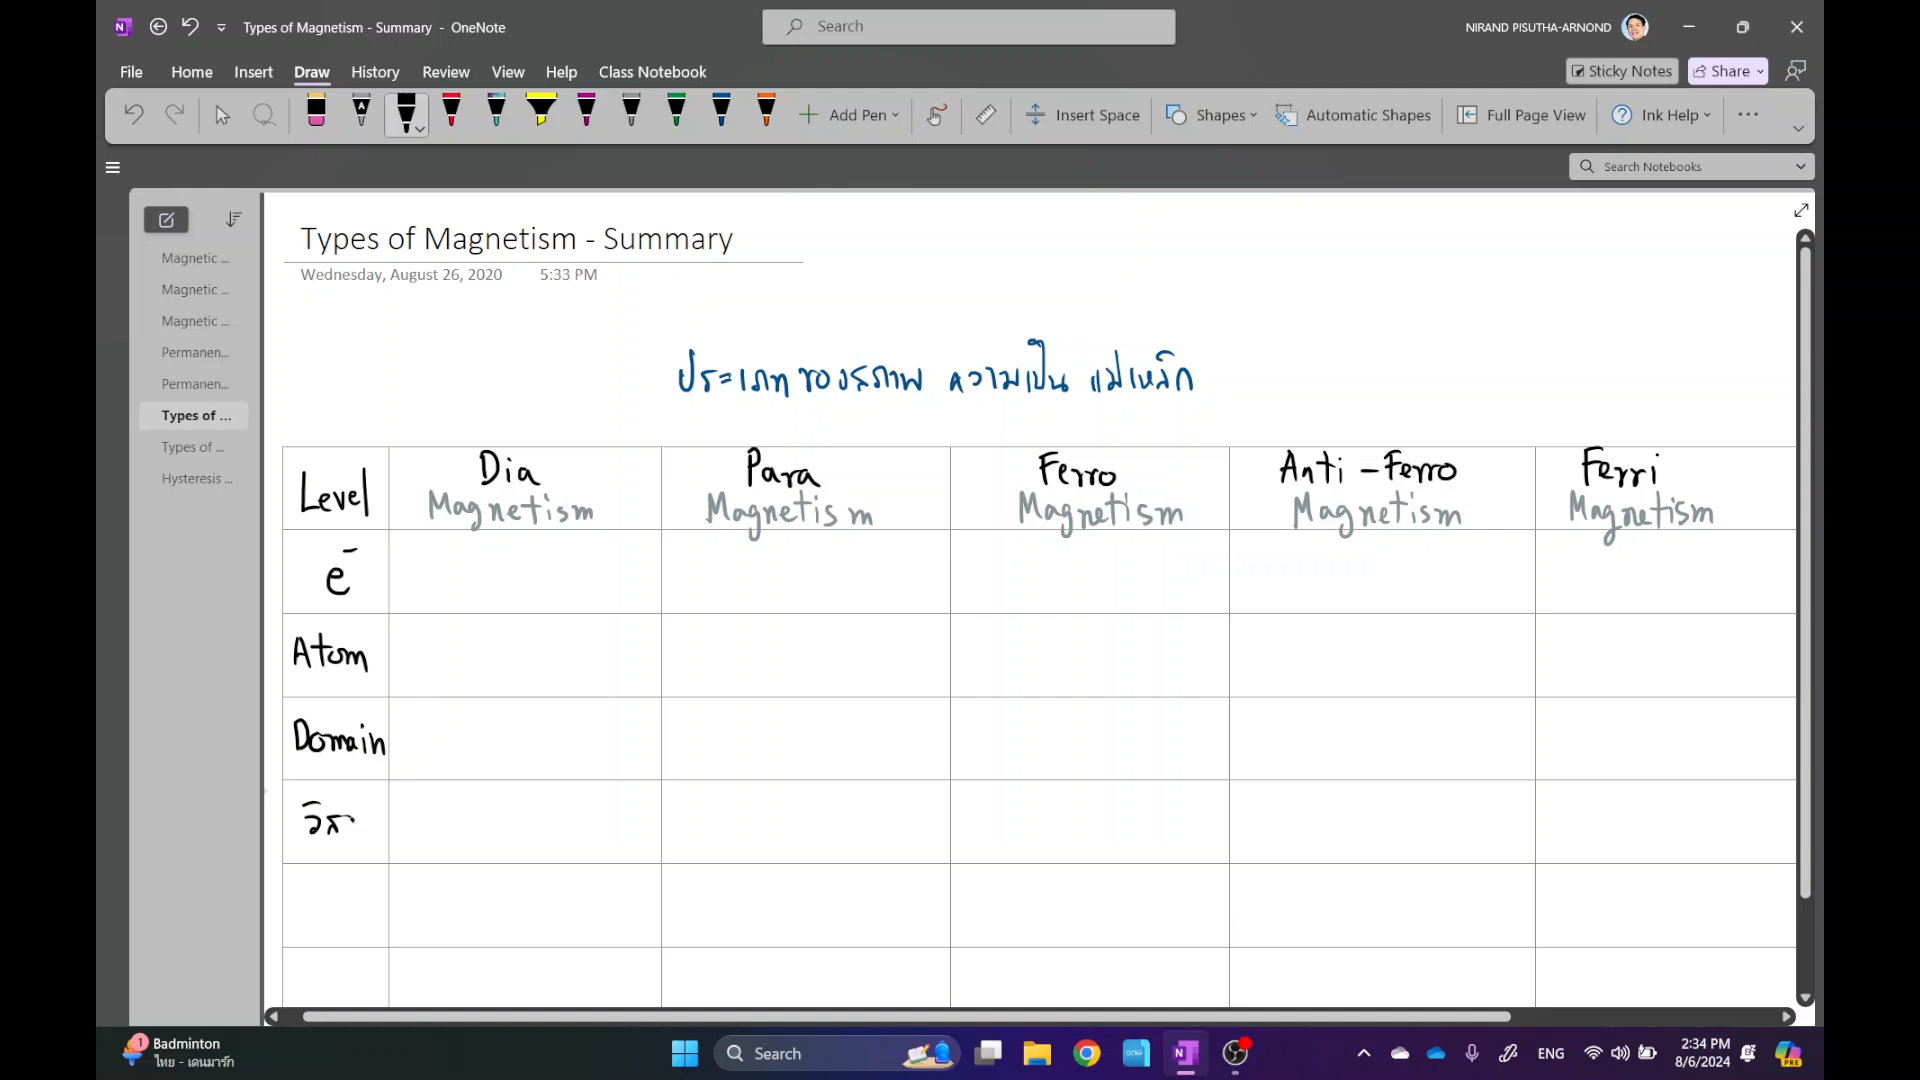 Types of Magnetism - Summary - OneNote
Search
NIRAND PISUTHA-ARNOND
File Home Insert Draw History Review View Help Class Notebook
Sticky Notes Share
Add Pen Insert Space Shapes Automatic Shapes Full Page View Ink Help
Search Notebooks
Types of Magnetism - Summary
Wednesday, August 26, 2020 5:33 PM
Magnetic ...
Magnetic ...
Magnetic ...
Permanen...
Permanen...
Types of ...
Types of ...
Hysteresis ...
ประเภทของสภาพ ความเป็น แม่เหล็ก
Level Dia Magnetism Para Magnetism Ferro Magnetism Anti-Ferro Magnetism Ferri Magnetism
e⁻
Atom
Domain
1 Badminton
ไทย - เดนมาร์ก
Search
one
ENG
2:34 PM
8/6/2024
PRE